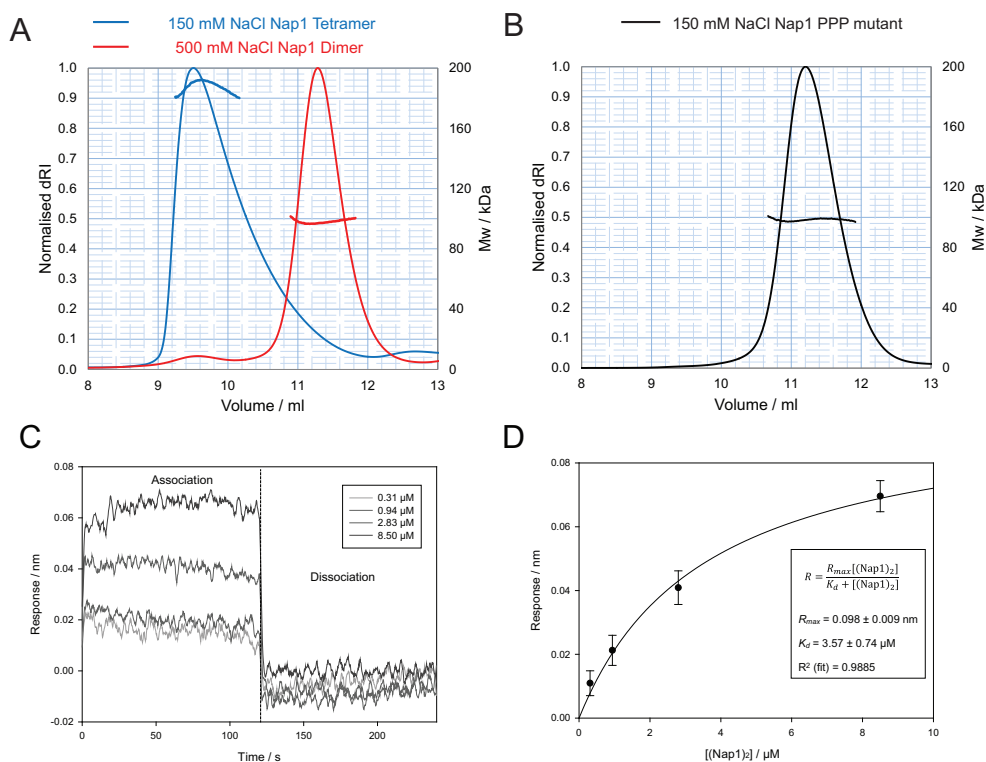 A
150 mM NaCl Nap1 Tetramer
500 mM NaCl Nap1 Dimer
1.0
0.9
0.8
0.7
0.6
0.5
0.4
0.3
0.2
0.1
0.0
Normalised dRI
200
160
120
80
40
0
Mw / kDa
8 9 10 11 12 13
Volume / ml
B
150 mM NaCl Nap1 PPP mutant
1.0
0.9
0.8
0.7
0.6
0.5
0.4
0.3
0.2
0.1
0.0
Normalised dRI
200
160
120
80
40
0
Mw / kDa
8 9 10 11 12 13
Volume / ml
C
0.08
0.06
0.04
0.02
0.00
-0.02
Response / nm
Association
Dissociation
0.31 µM
0.94 µM
2.83 µM
8.50 µM
0 50 100 150 200
Time / s
D
0.08
0.06
0.04
0.02
0.00
Response / nm
R = Rmax[(Nap1)2] / Kd + [(Nap1)2]
Rmax = 0.098 ± 0.009 nm
Kd = 3.57 ± 0.74 µM
R² (fit) = 0.9885
0 2 4 6 8 10
[(Nap1)2] / µM